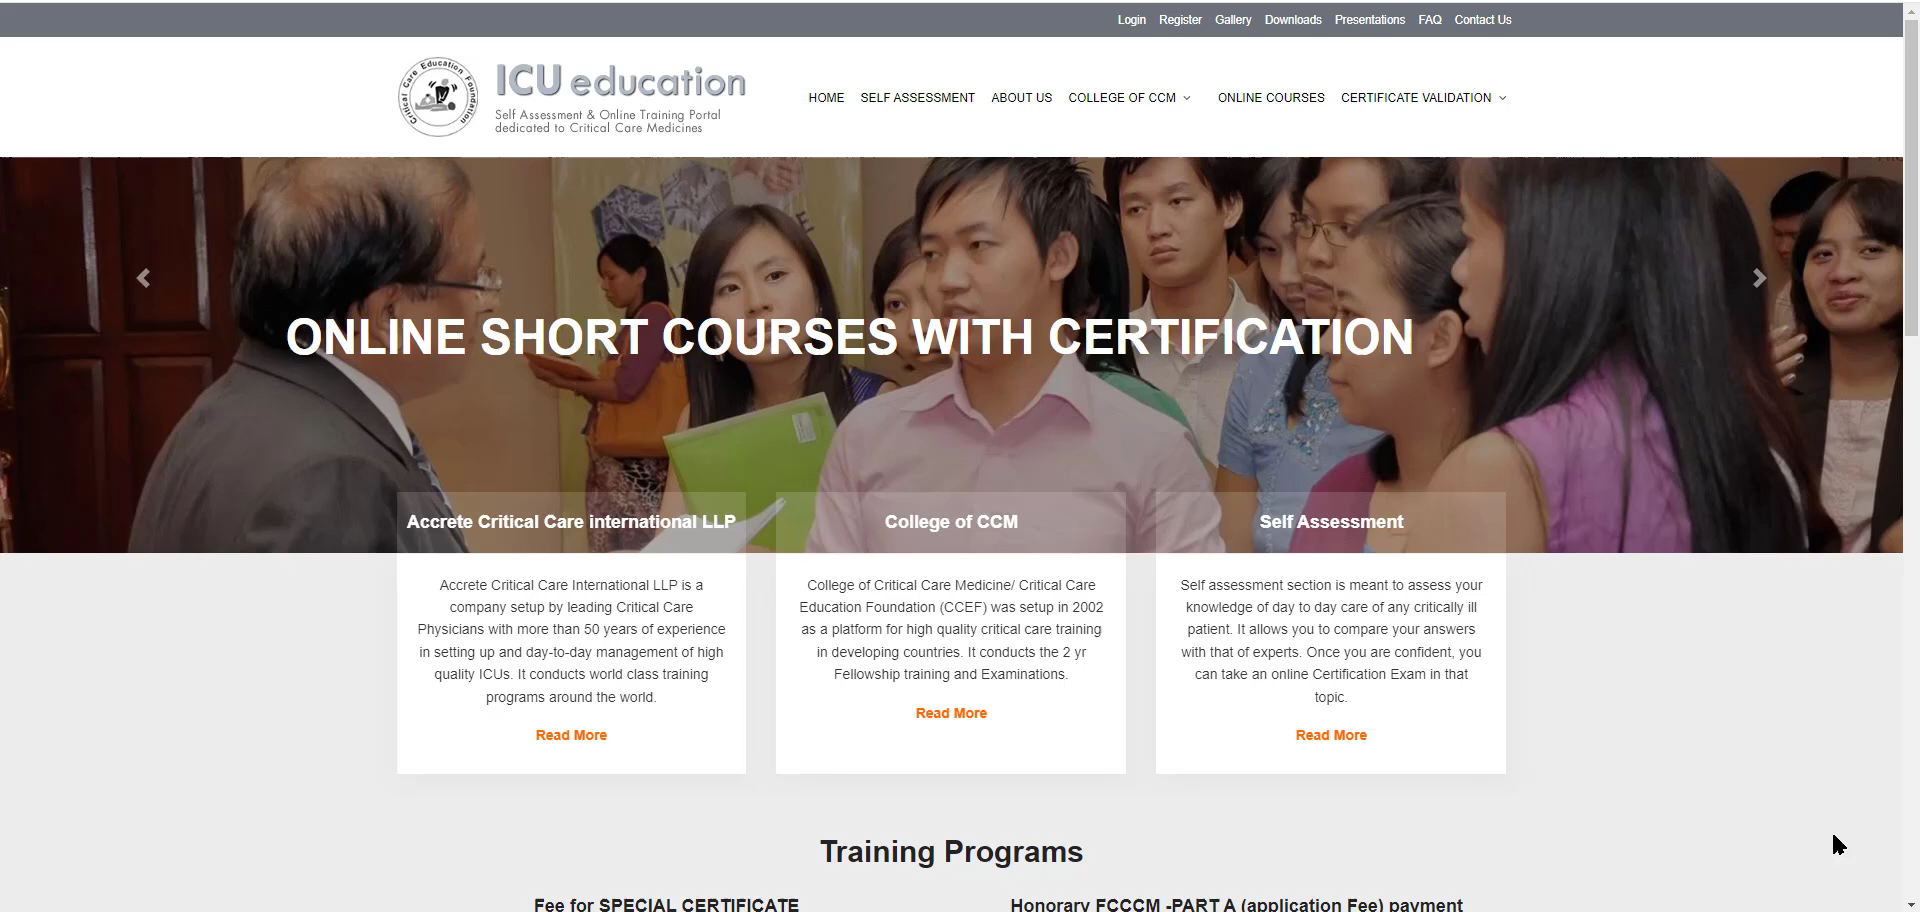 Login Register Gallery Downloads Presentations FAQ Contact Us
Critical Care Education Foundation
ICU education
Self Assessment & Online Training Portal
dedicated to Critical Care Medicines
HOME SELF ASSESSMENT ABOUT US COLLEGE OF CCM ONLINE COURSES CERTIFICATE VALIDATION
ONLINE SHORT COURSES WITH CERTIFICATION
Accrete Critical Care international LLP
Accrete Critical Care International LLP is a
company setup by leading Critical Care
Physicians with more than 50 years of experience
in setting up and day-to-day management of high
quality ICUs. It conducts world class training
programs around the world.
Read More
College of CCM
College of Critical Care Medicine/ Critical Care
Education Foundation (CCEF) was setup in 2002
as a platform for high quality critical care training
in developing countries. It conducts the 2 yr
Fellowship training and Examinations.
Read More
Self Assessment
Self assessment section is meant to assess your
knowledge of day to day care of any critically ill
patient. It allows you to compare your answers
with that of experts. Once you are confident, you
can take an online Certification Exam in that
topic.
Read More
Training Programs
Fee for SPECIAL CERTIFICATE
Honorary FCCCM -PART A (application Fee) payment